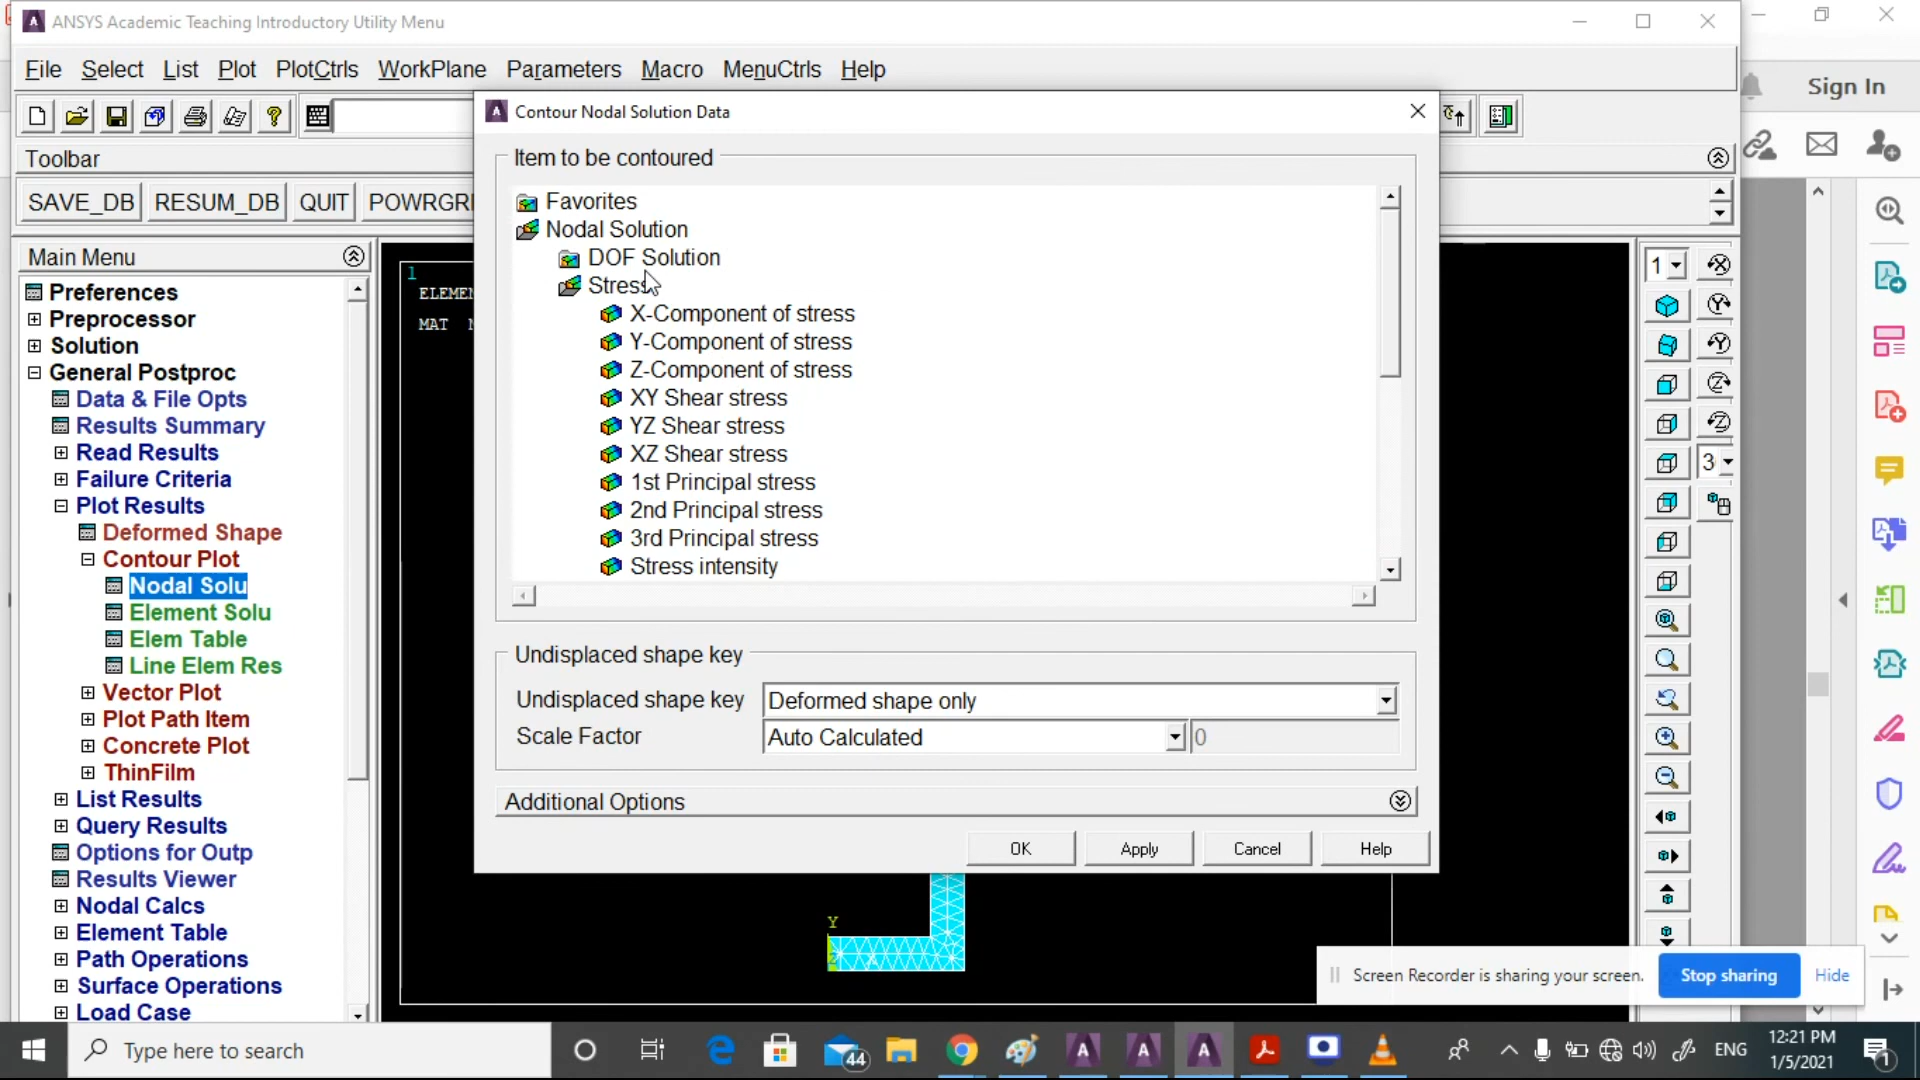 ANSYS Academic Teaching Introductory Utility Menu
File Select List Plot PlotCtrls WorkPlane Parameters Macro MenuCtrls Help
Sign In
Contour Nodal Solution Data
Toolbar
SAVE_DB RESUM_DB QUIT POWRGR
Main Menu
Preferences
Preprocessor
Solution
General Postproc
Data & File Opts
Results Summary
Read Results
Failure Criteria
Plot Results
Deformed Shape
Contour Plot
Nodal Solu
Element Solu
Elem Table
Line Elem Res
Vector Plot
Plot Path Item
Concrete Plot
ThinFilm
List Results
Query Results
Options for Outp
Results Viewer
Nodal Calcs
Element Table
Path Operations
Surface Operations
Load Case
1
ELEMEN
MAT
Item to be contoured
Favorites
Nodal Solution
DOF Solution
Stress
X-Component of stress
Y-Component of stress
Z-Component of stress
XY Shear stress
YZ Shear stress
XZ Shear stress
1st Principal stress
2nd Principal stress
3rd Principal stress
Stress intensity
Undisplaced shape key
Undisplaced shape key Deformed shape only
Scale Factor Auto Calculated 0
Additional Options
OK Apply Cancel Help
Y
1
3
Screen Recorder is sharing your screen. Stop sharing Hide
Type here to search
44
ENG
12:21 PM
1/5/2021
1